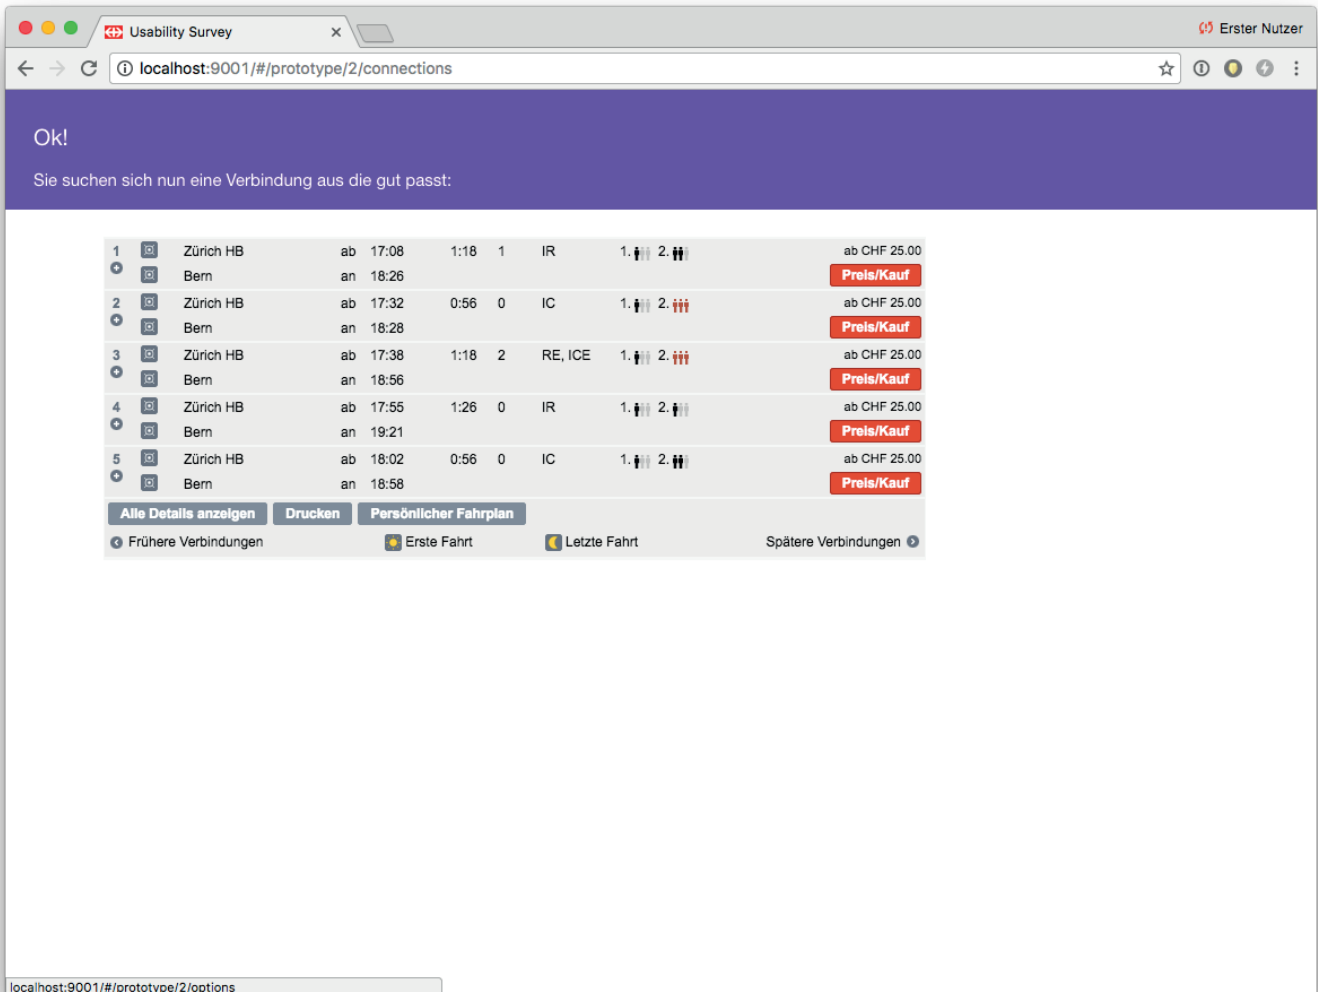 Usability Survey
Erster Nutzer
localhost:9001/#/prototype/2/connections
Ok!
Sie suchen sich nun eine Verbindung aus die gut passt:
1 Zürich HB ab 17:08 1:18 1 IR 1. 2. ab CHF 25.00
Bern an 18:26 Preis/Kauf
2 Zürich HB ab 17:32 0:56 0 IC 1. 2. ab CHF 25.00
Bern an 18:28 Preis/Kauf
3 Zürich HB ab 17:38 1:18 2 RE, ICE 1. 2. ab CHF 25.00
Bern an 18:56 Preis/Kauf
4 Zürich HB ab 17:55 1:26 0 IR 1. 2. ab CHF 25.00
Bern an 19:21 Preis/Kauf
5 Zürich HB ab 18:02 0:56 0 IC 1. 2. ab CHF 25.00
Bern an 18:58 Preis/Kauf
Alle Details anzeigen Drucken Persönlicher Fahrplan
Frühere Verbindungen Erste Fahrt Letzte Fahrt Spätere Verbindungen
localhost:9001/#/prototype/2/options